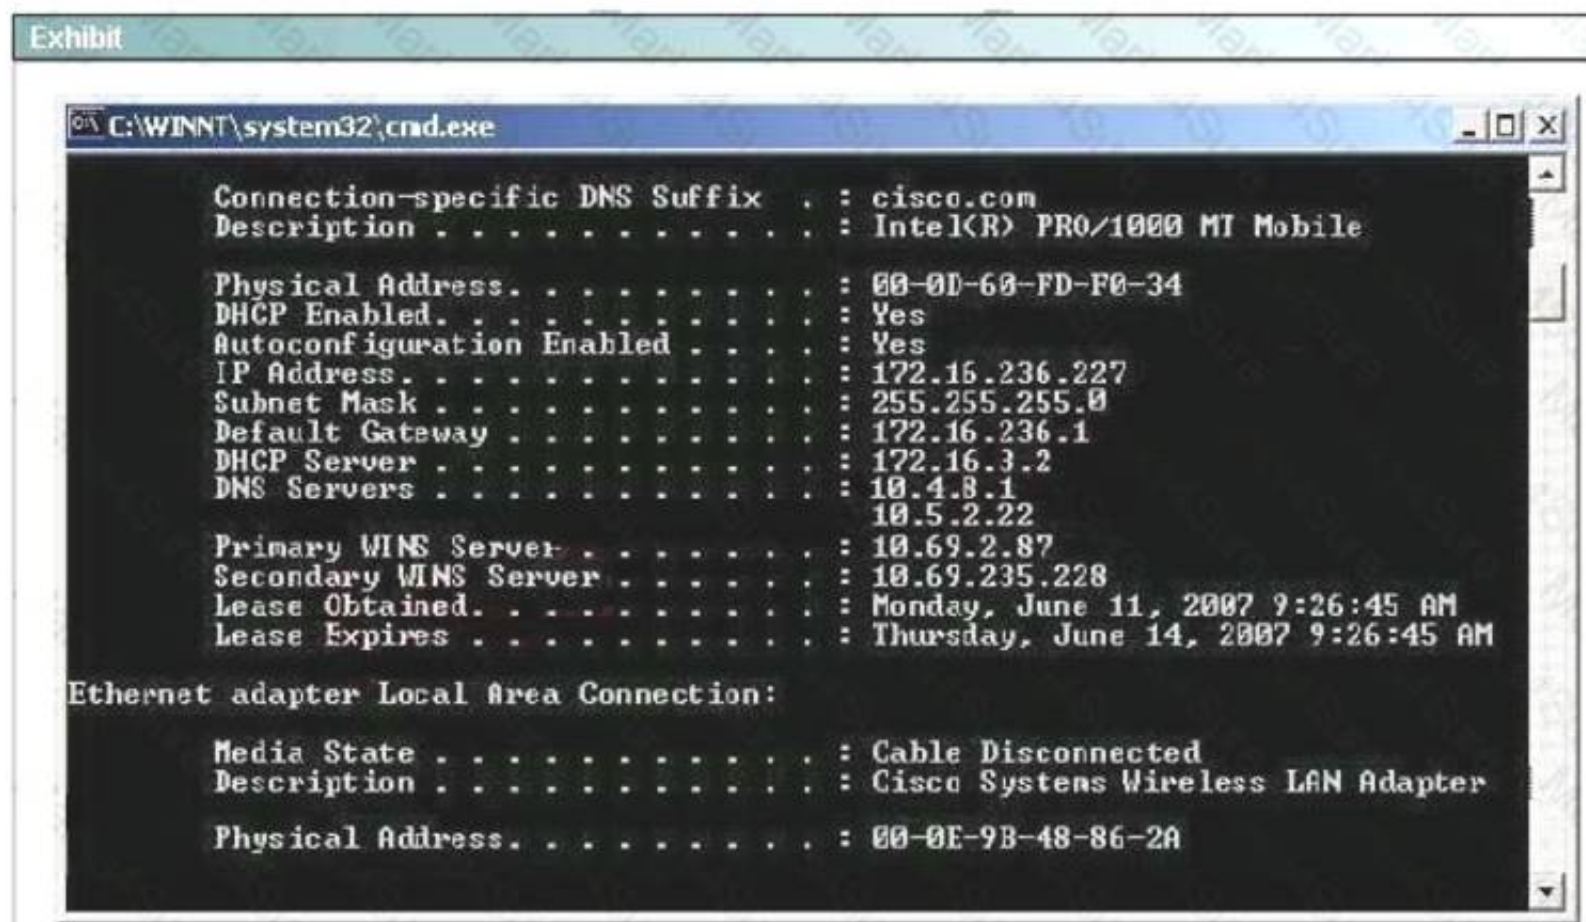 Exhibit
C:\WINNT\system32\cmd.exe
Connection-specific DNS Suffix . : cisco.com
Description . . . . . . . . . . . : Intel(R) PRO/1000 MT Mobile
Physical Address. . . . . . . . . : 00-0D-60-FD-F0-34
DHCP Enabled. . . . . . . . . . . : Yes
Autoconfiguration Enabled . . . . : Yes
IP Address. . . . . . . . . . . . : 172.16.236.227
Subnet Mask . . . . . . . . . . . : 255.255.255.0
Default Gateway . . . . . . . . . : 172.16.236.1
DHCP Server . . . . . . . . . . . : 172.16.3.2
DNS Servers . . . . . . . . . . . : 10.4.8.1
10.5.2.22
Primary WINS Server . . . . . . . : 10.69.2.87
Secondary WINS Server . . . . . . : 10.69.235.228
Lease Obtained. . . . . . . . . . : Monday, June 11, 2007 9:26:45 AM
Lease Expires . . . . . . . . . . : Thursday, June 14, 2007 9:26:45 AM
Ethernet adapter Local Area Connection:
Media State . . . . . . . . . . . : Cable Disconnected
Description . . . . . . . . . . . : Cisco Systems Wireless LAN Adapter
Physical Address. . . . . . . . . : 00-0E-9B-48-86-2A